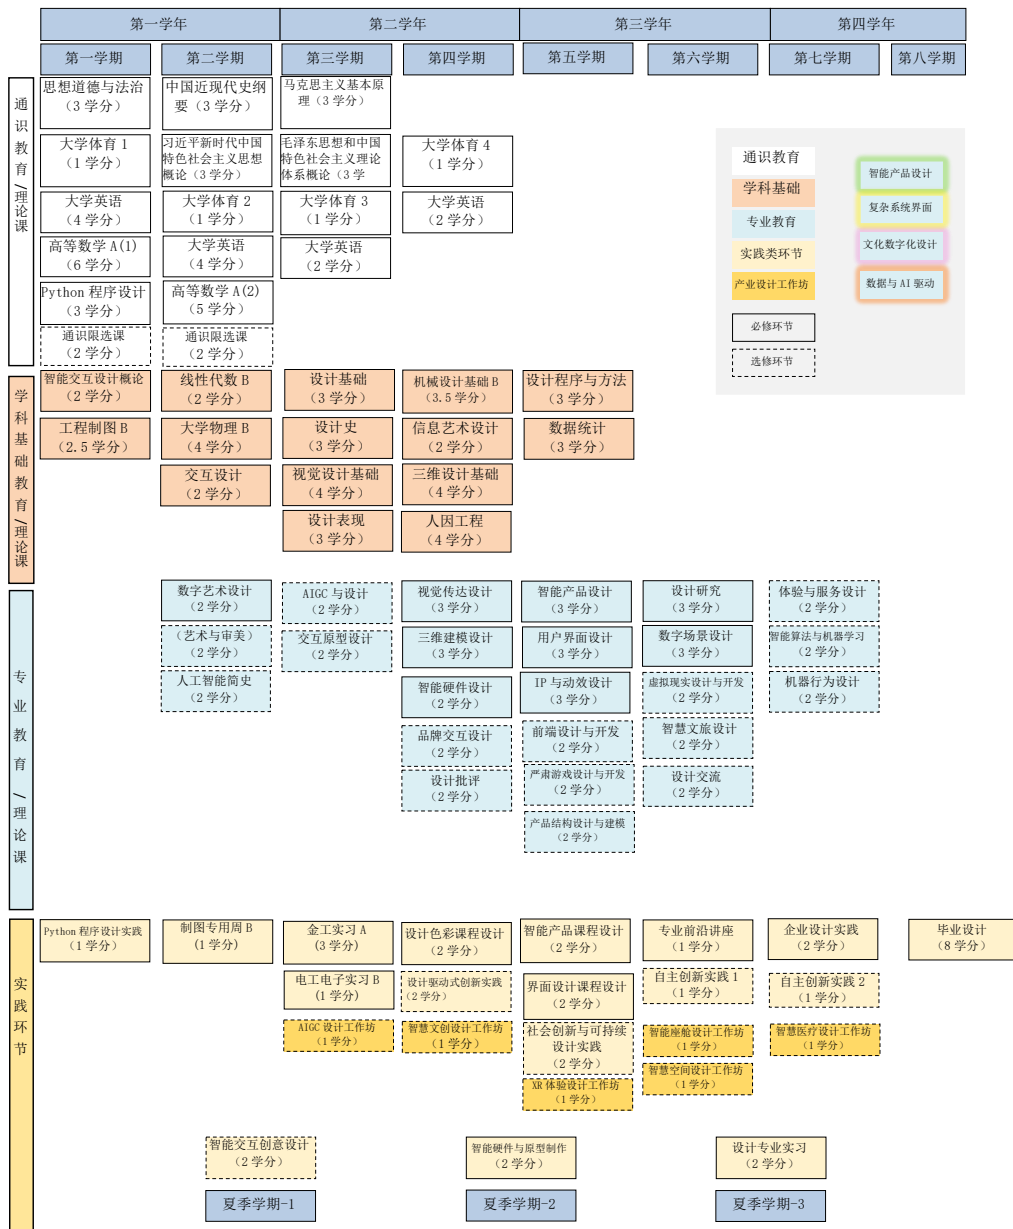 第一学年
第二学年
第三学年
第四学年
第一学期
第二学期
第三学期
第四学期
第五学期
第六学期
第七学期
第八学期
通识教育/理论课
思想道德与法治
（3 学分）
中国近现代史纲
要（3 学分）
马克思主义基本原
理（3 学分）
大学体育 1
（1 学分）
习近平新时代中国
特色社会主义思想
概论（3 学分）
毛泽东思想和中国
特色社会主义理论
体系概论（3 学
大学体育 4
（1 学分）
大学英语
（4 学分）
大学体育 2
（1 学分）
大学体育 3
（1 学分）
大学英语
（2 学分）
高等数学 A(1)
（6 学分）
大学英语
（4 学分）
大学英语
（2 学分）
Python 程序设计
（3 学分）
高等数学 A(2)
（5 学分）
通识限选课
（2 学分）
通识限选课
（2 学分）
通识教育
学科基础
专业教育
实践类环节
产业设计工作坊
必修环节
选修环节
智能产品设计
复杂系统界面
文化数字化设计
数据与 AI 驱动
学科基础教育/理论课
智能交互设计概论
（2 学分）
线性代数 B
（2 学分）
设计基础
（3 学分）
机械设计基础 B
（3.5 学分）
设计程序与方法
（3 学分）
工程制图 B
（2.5 学分）
大学物理 B
（4 学分）
设计史
（3 学分）
信息艺术设计
（2 学分）
数据统计
（3 学分）
交互设计
（2 学分）
视觉设计基础
（4 学分）
三维设计基础
（4 学分）
设计表现
（3 学分）
人因工程
（4 学分）
专业教育/理论课
数字艺术设计
（2 学分）
AIGC 与设计
（2 学分）
视觉传达设计
（3 学分）
智能产品设计
（3 学分）
设计研究
（3 学分）
体验与服务设计
（2 学分）
（艺术与审美）
（2 学分）
交互原型设计
（2 学分）
三维建模设计
（3 学分）
用户界面设计
（3 学分）
数字场景设计
（3 学分）
智能算法与机器学习
（2 学分）
人工智能简史
（2 学分）
智能硬件设计
（2 学分）
IP 与动效设计
（3 学分）
虚拟现实设计与开发
（2 学分）
机器行为设计
（2 学分）
品牌交互设计
（2 学分）
前端设计与开发
（2 学分）
智慧文旅设计
（2 学分）
设计批评
（2 学分）
严肃游戏设计与开发
（2 学分）
设计交流
（2 学分）
产品结构设计与建模
（2 学分）
实践环节
Python 程序设计实践
（1 学分）
制图专用周 B
(1 学分）
金工实习 A
（3 学分）
设计色彩课程设计
（2 学分）
智能产品课程设计
（2 学分）
专业前沿讲座
（1 学分）
企业设计实践
（2 学分）
毕业设计
（8 学分）
电工电子实习 B
(1 学分）
设计驱动式创新实践
（2 学分）
界面设计课程设计
（2 学分）
自主创新实践 1
（1 学分）
自主创新实践 2
（1 学分）
AIGC 设计工作坊
（1 学分）
智慧文创设计工作坊
（1 学分）
社会创新与可持续
设计实践
（2 学分）
智能座舱设计工作坊
（1 学分）
智慧医疗设计工作坊
（1 学分）
XR 体验设计工作坊
（1 学分）
智慧空间设计工作坊
（1 学分）
智能交互创意设计
（2 学分）
智能硬件与原型制作
（2 学分）
设计专业实习
（2 学分）
夏季学期-1
夏季学期-2
夏季学期-3